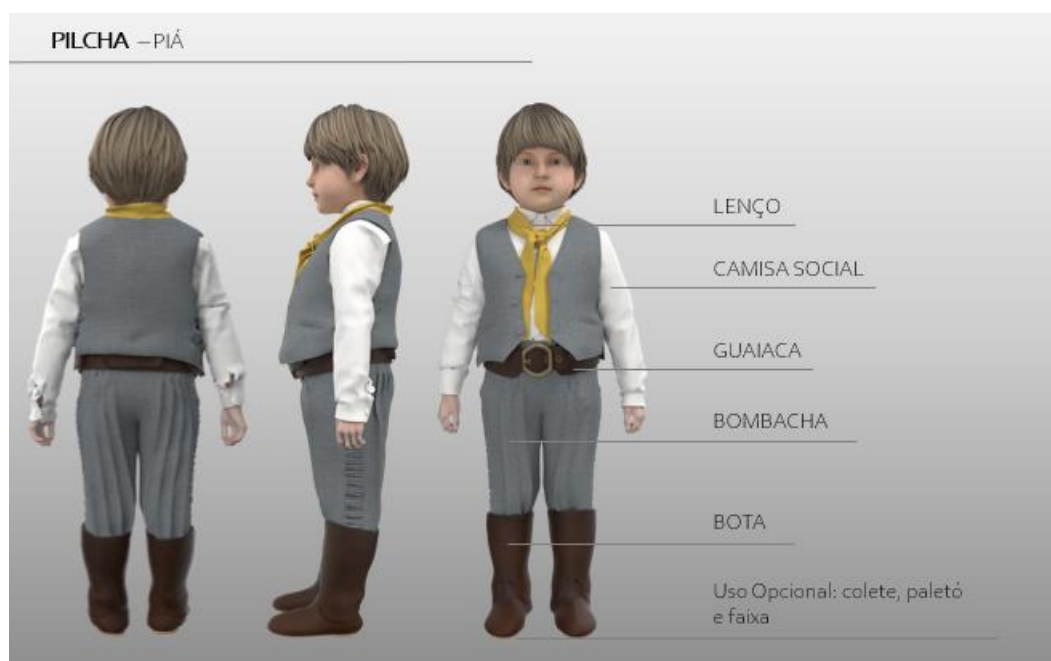 PILCHA – PIÁ
LENÇO
CAMISA SOCIAL
GUAIACA
BOMBACHA
BOTA
Uso Opcional: colete, paletó
e faixa